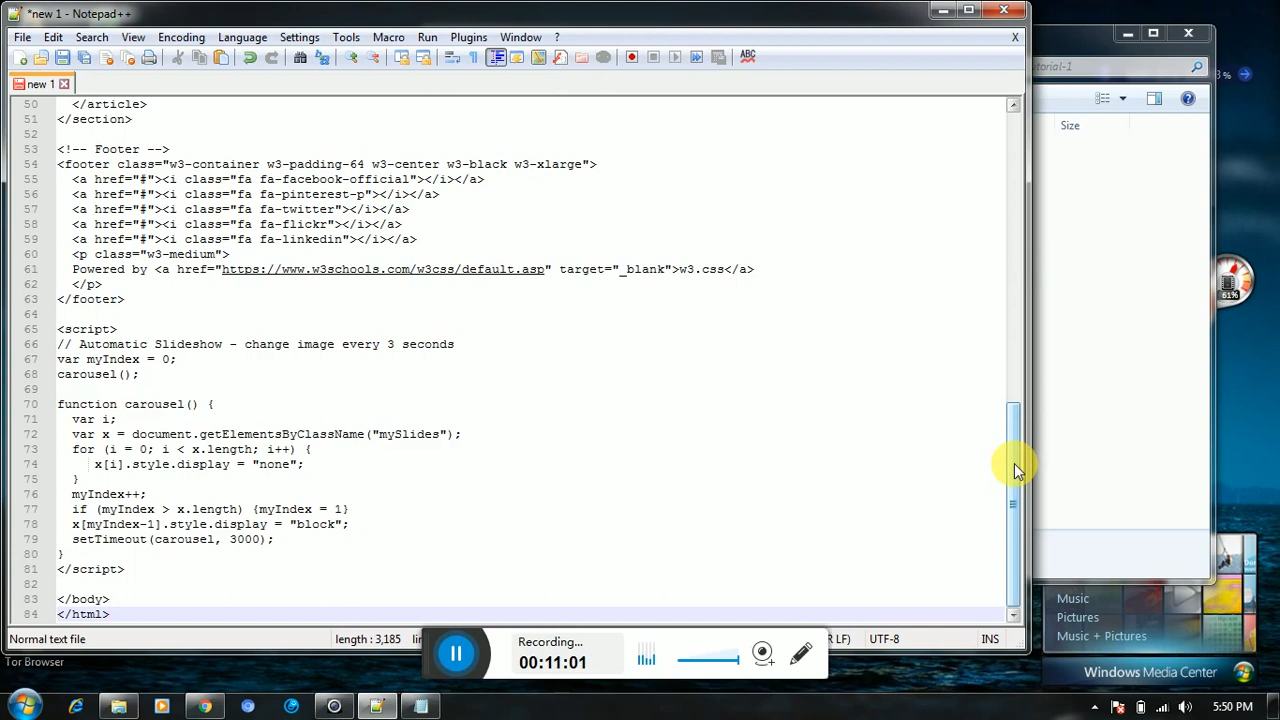 *new 1 - Notepad++
File Edit Search View Encoding Language Settings Tools Macro Run Plugins Window ? X
ABC
new 1
50 </article>
51 </section>
52
53 <!-- Footer -->
54 <footer class="w3-container w3-padding-64 w3-center w3-black w3-xlarge">
55 <a href="#"><i class="fa fa-facebook-official"></i></a>
56 <a href="#"><i class="fa fa-pinterest-p"></i></a>
57 <a href="#"><i class="fa fa-twitter"></i></a>
58 <a href="#"><i class="fa fa-flickr"></i></a>
59 <a href="#"><i class="fa fa-linkedin"></i></a>
60 <p class="w3-medium">
61 Powered by <a href="https://www.w3schools.com/w3css/default.asp" target="_blank">w3.css</a>
62 </p>
63 </footer>
64
65 <script>
66 // Automatic Slideshow - change image every 3 seconds
67 var myIndex = 0;
68 carousel();
69
70 function carousel() {
71 var i;
72 var x = document.getElementsByClassName("mySlides");
73 for (i = 0; i < x.length; i++) {
74 x[i].style.display = "none";
75 }
76 myIndex++;
77 if (myIndex > x.length) {myIndex = 1}
78 x[myIndex-1].style.display = "block";
79 setTimeout(carousel, 3000);
80 }
81 </script>
82
83 </body>
84 </html>
Normal text file length : 3,185 LF) UTF-8 INS
Recording...
00:11:01
torial-1
Size
3%
61%
Music
Pictures
Music + Pictures
Windows Media Center
Tor Browser
5:50 PM